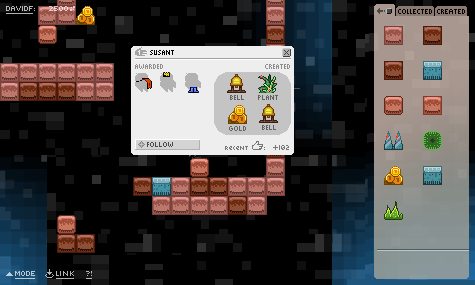 DAVIDF: 2500
COLLECTED CREATED
SUSANT
AWARDED CREATED
BELL PLANT
GOLD BELL
FOLLOW
RECENT : +102
MODE LINK ?!